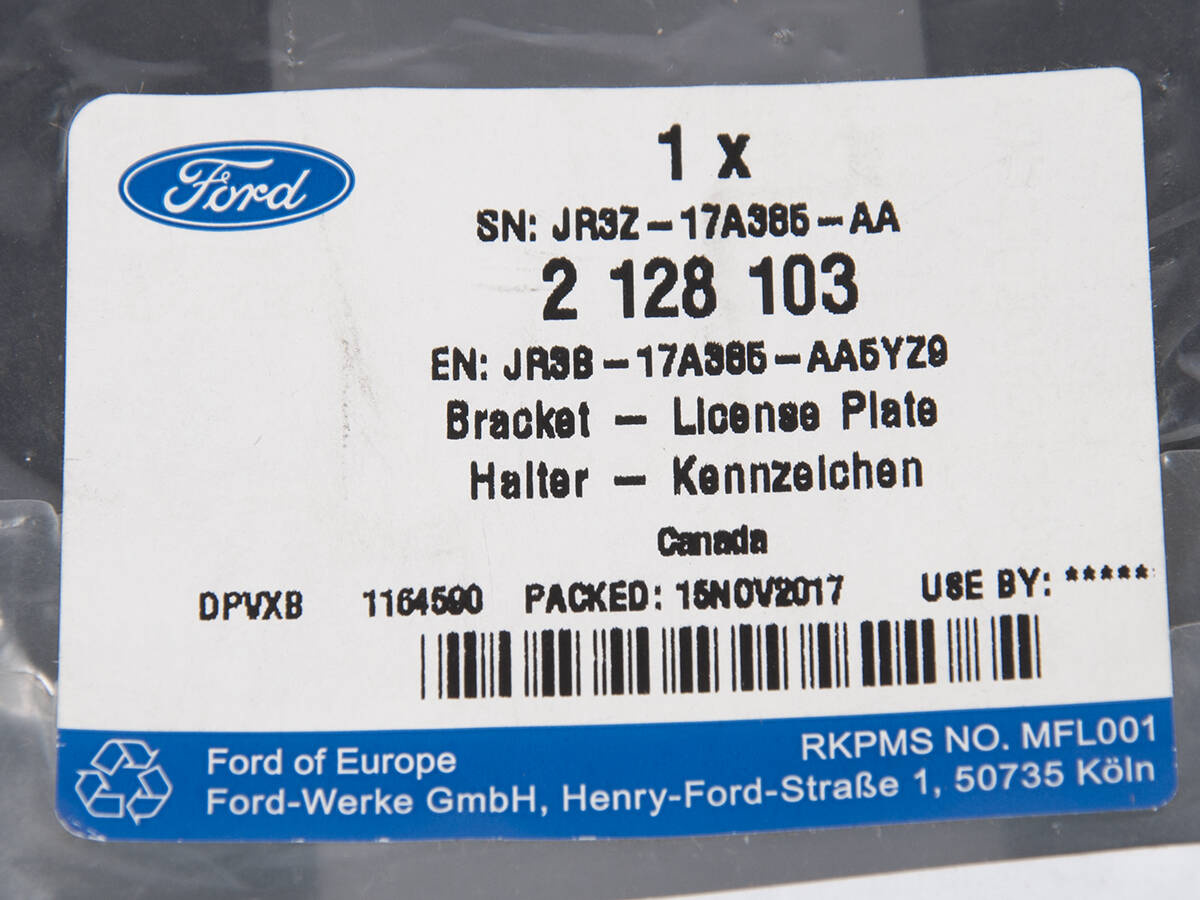 Ford
1 x
SN: JR3Z-17A385-AA
2 128 103
EN: JR3B-17A385-AA5YZ9
Bracket - License Plate
Halter - Kennzeichen
Canada
DPVXB 1164590 PACKED: 15NOV2017 USE BY: *****
Ford of Europe RKPMS NO. MFL001
Ford-Werke GmbH, Henry-Ford-Straße 1, 50735 Köln